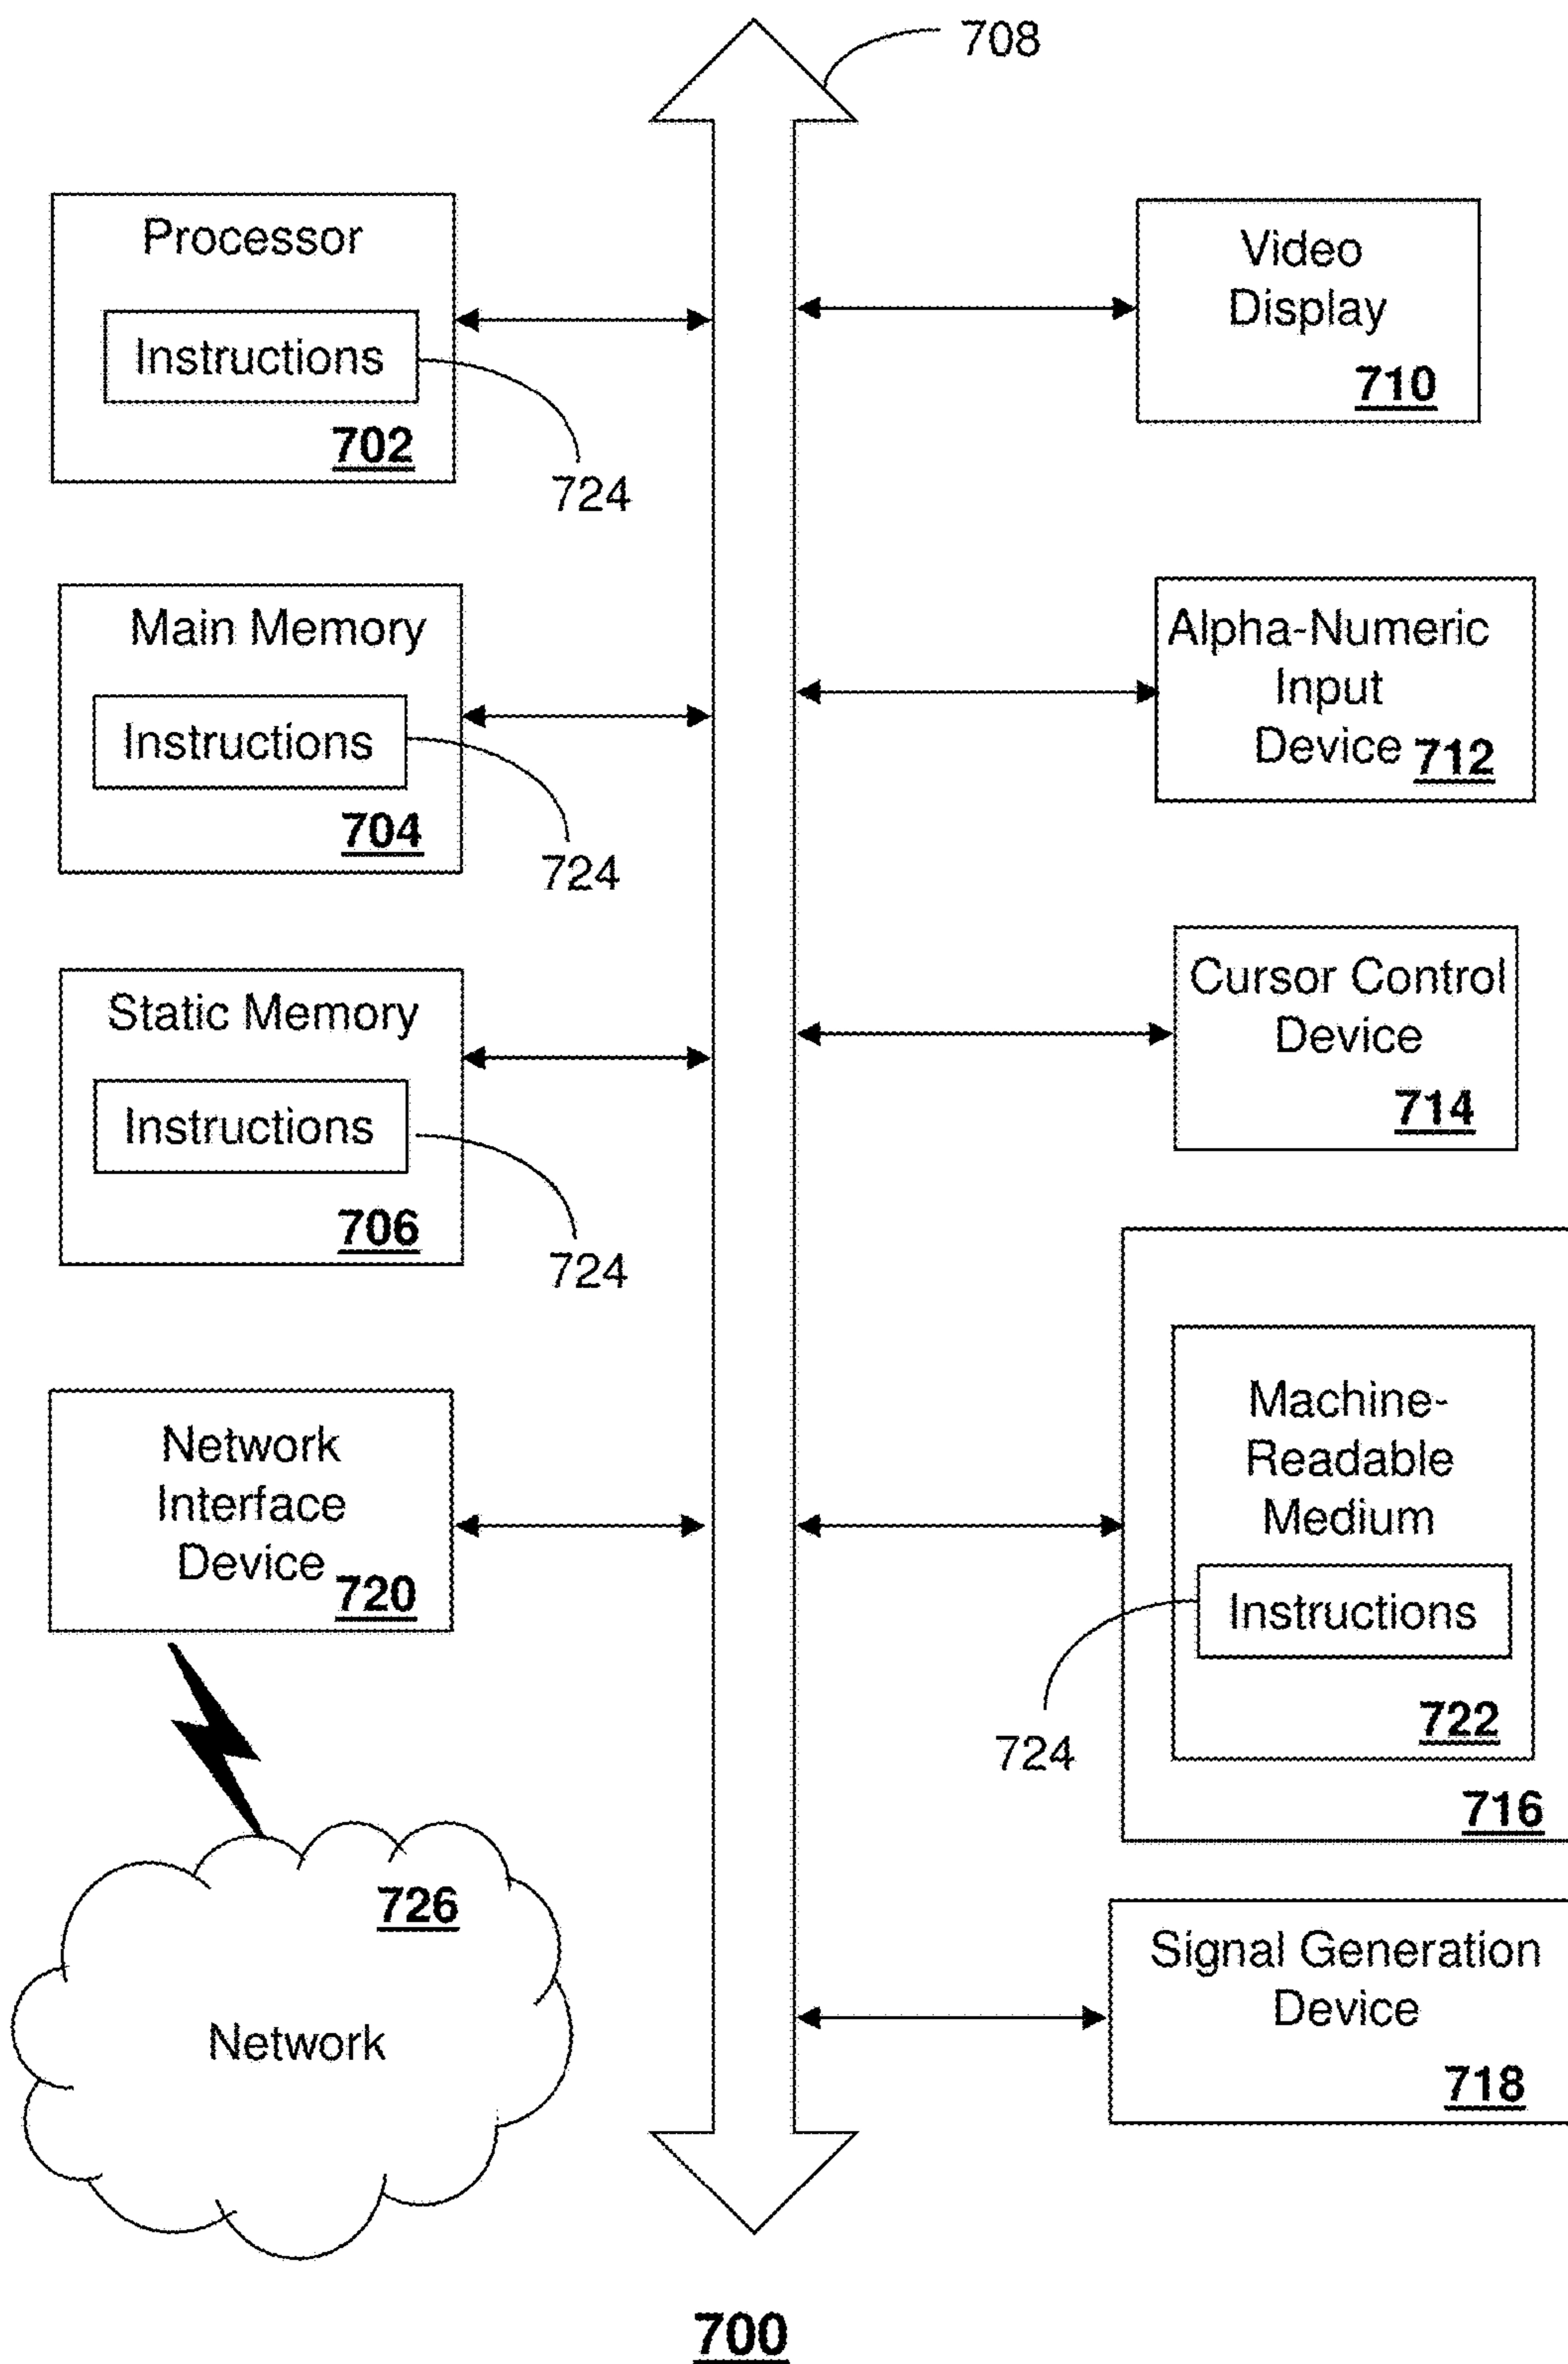 708
Processor
Instructions
702
724
Main Memory
Instructions
704
724
Static Memory
Instructions
706
724
Network
Interface
Device
720
726
Network
Video
Display
710
Alpha-Numeric
Input
Device 712
Cursor Control
Device
714
Machine-
Readable
Medium
Instructions
724
722
716
Signal Generation
Device
718
700